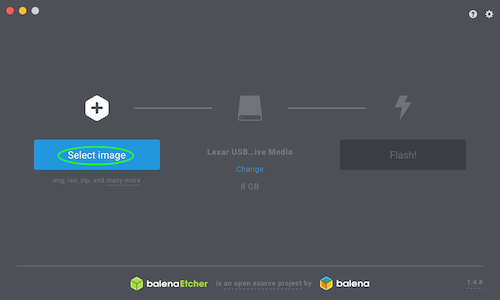 Select image
img, iso, zip, and many more
Lexar USB...ive Media
Change
8 GB
Flash!
balenaEtcher is an open source project by balena
1.4.8